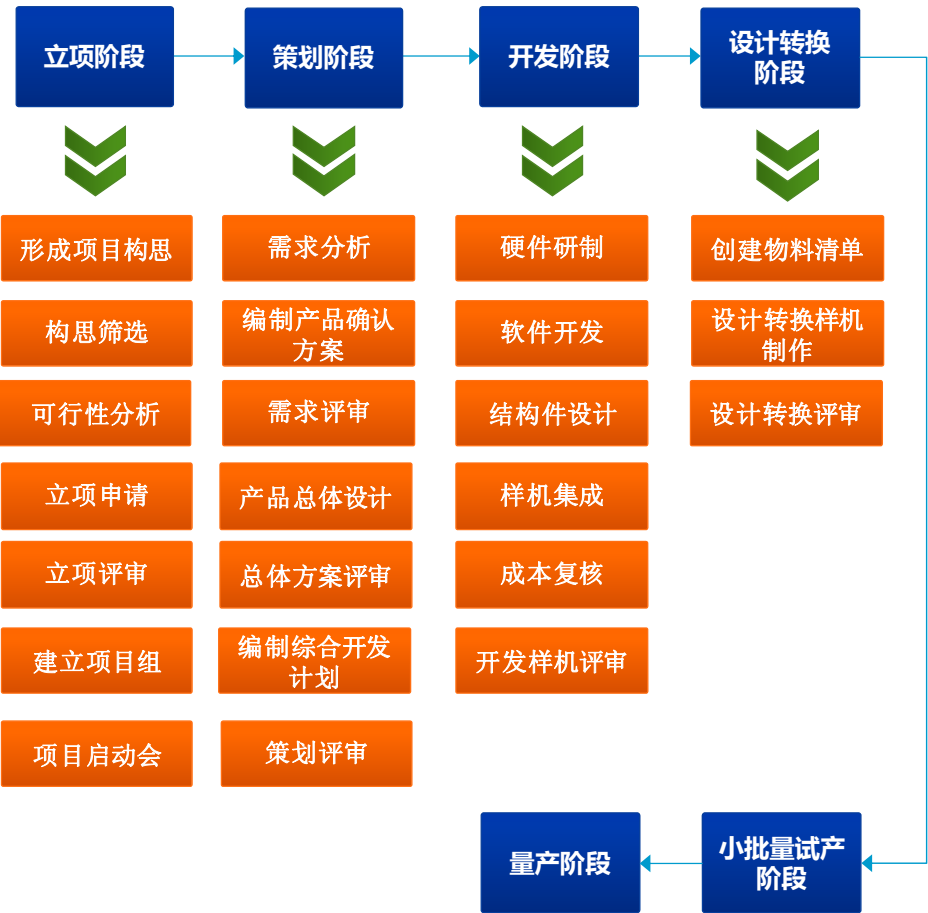 立项阶段
策划阶段
开发阶段
设计转换
阶段
形成项目构思
构思筛选
可行性分析
立项申请
立项评审
建立项目组
项目启动会
需求分析
编制产品确认
方案
需求评审
产品总体设计
总体方案评审
编制综合开发
计划
策划评审
硬件研制
软件开发
结构件设计
样机集成
成本复核
开发样机评审
创建物料清单
设计转换样机
制作
设计转换评审
小批量试产
阶段
量产阶段